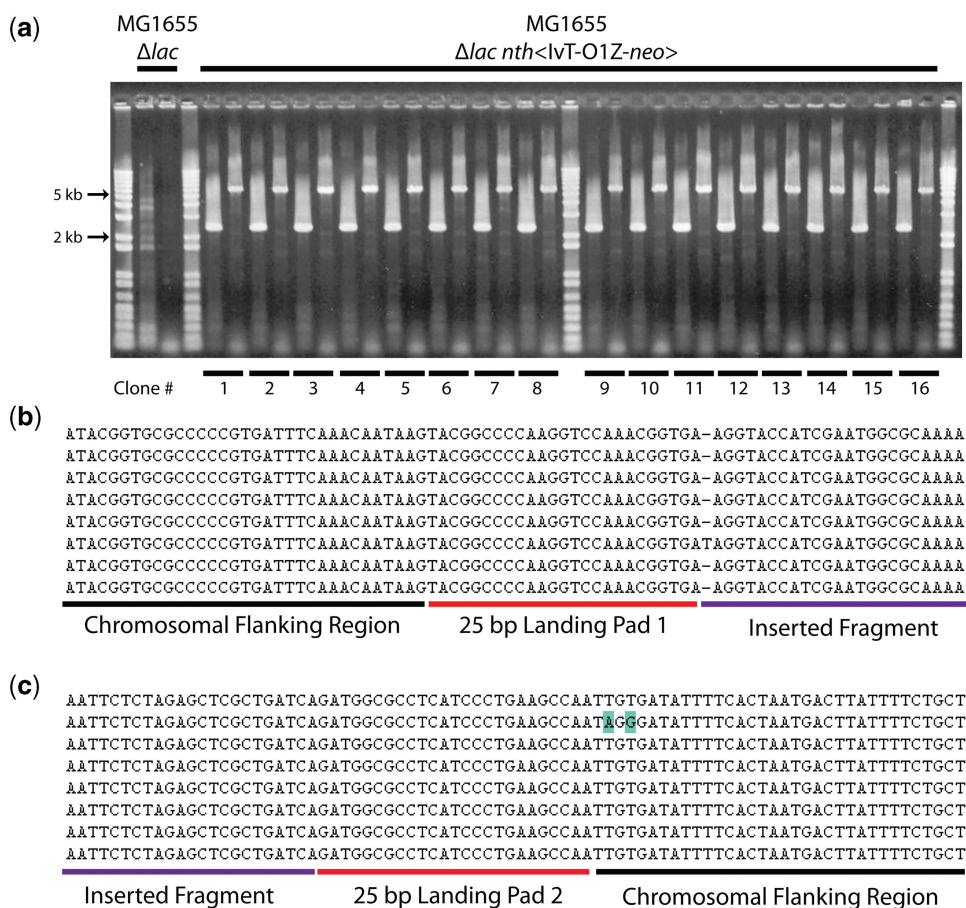 (a)
MG1655
Δlac
MG1655
Δlac nth<IvT-O1Z-neo>
5 kb
2 kb
Clone # 1 2 3 4 5 6 7 8 9 10 11 12 13 14 15 16
(b)
ATACGGTGCGCCCCCGTGATTTCAAACAATAAGTACGGCCCCAAGGTCCAAACGGTGA-AGGTACCATCGAATGGCGCAAAA
ATACGGTGCGCCCCCGTGATTTCAAACAATAAGTACGGCCCCAAGGTCCAAACGGTGA-AGGTACCATCGAATGGCGCAAAA
ATACGGTGCGCCCCCGTGATTTCAAACAATAAGTACGGCCCCAAGGTCCAAACGGTGA-AGGTACCATCGAATGGCGCAAAA
ATACGGTGCGCCCCCGTGATTTCAAACAATAAGTACGGCCCCAAGGTCCAAACGGTGA-AGGTACCATCGAATGGCGCAAAA
ATACGGTGCGCCCCCGTGATTTCAAACAATAAGTACGGCCCCAAGGTCCAAACGGTGA-AGGTACCATCGAATGGCGCAAAA
ATACGGTGCGCCCCCGTGATTTCAAACAATAAGTACGGCCCCAAGGTCCAAACGGTGATAGGTACCATCGAATGGCGCAAAA
ATACGGTGCGCCCCCGTGATTTCAAACAATAAGTACGGCCCCAAGGTCCAAACGGTGA-AGGTACCATCGAATGGCGCAAAA
ATACGGTGCGCCCCCGTGATTTCAAACAATAAGTACGGCCCCAAGGTCCAAACGGTGA-AGGTACCATCGAATGGCGCAAAA
Chromosomal Flanking Region 25 bp Landing Pad 1 Inserted Fragment
(c)
AATTCTCTAGAGCTCGCTGATCAGATGGCGCCTCATCCCTGAAGCCAATTGTGATATTTTCACTAATGACTTATTTTCTGCT
AATTCTCTAGAGCTCGCTGATCAGATGGCGCCTCATCCCTGAAGCCAATAGGGATATTTTCACTAATGACTTATTTTCTGCT
AATTCTCTAGAGCTCGCTGATCAGATGGCGCCTCATCCCTGAAGCCAATTGTGATATTTTCACTAATGACTTATTTTCTGCT
AATTCTCTAGAGCTCGCTGATCAGATGGCGCCTCATCCCTGAAGCCAATTGTGATATTTTCACTAATGACTTATTTTCTGCT
AATTCTCTAGAGCTCGCTGATCAGATGGCGCCTCATCCCTGAAGCCAATTGTGATATTTTCACTAATGACTTATTTTCTGCT
AATTCTCTAGAGCTCGCTGATCAGATGGCGCCTCATCCCTGAAGCCAATTGTGATATTTTCACTAATGACTTATTTTCTGCT
AATTCTCTAGAGCTCGCTGATCAGATGGCGCCTCATCCCTGAAGCCAATTGTGATATTTTCACTAATGACTTATTTTCTGCT
AATTCTCTAGAGCTCGCTGATCAGATGGCGCCTCATCCCTGAAGCCAATTGTGATATTTTCACTAATGACTTATTTTCTGCT
Inserted Fragment 25 bp Landing Pad 2 Chromosomal Flanking Region